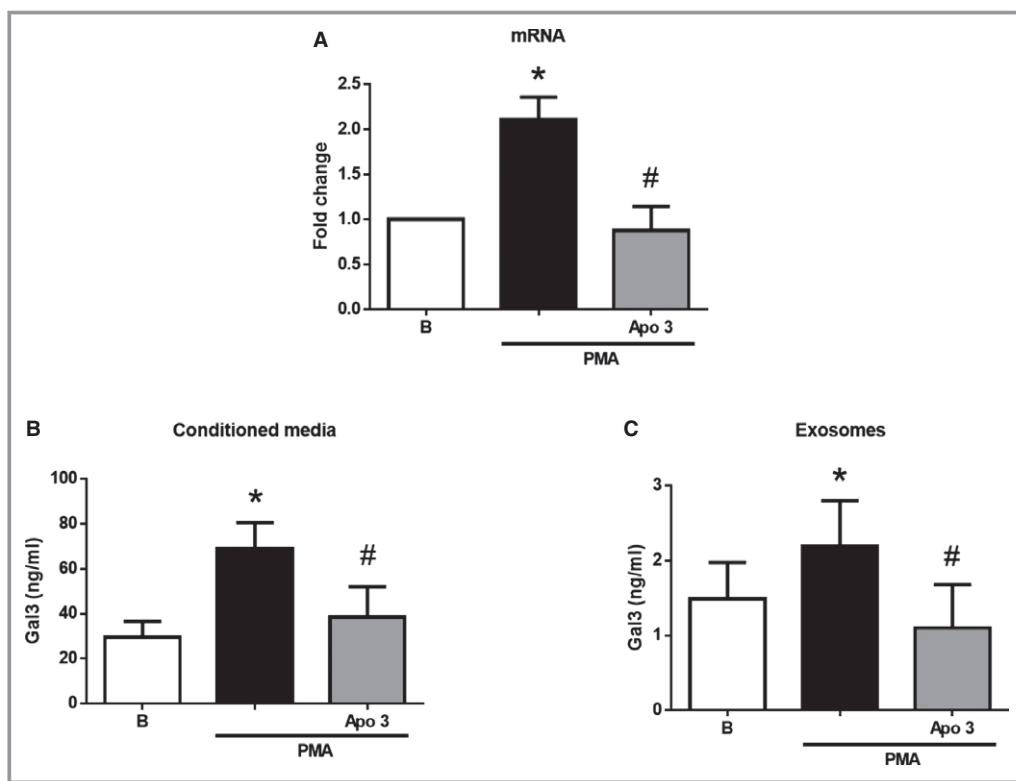 A
mRNA
Fold change
2.5
2.0
1.5
1.0
0.5
0.0
*
#
B
Apo 3
PMA
B
Conditioned media
Gal3 (ng/ml)
100
80
60
40
20
0
*
#
B
Apo 3
PMA
C
Exosomes
Gal3 (ng/ml)
3
2
1
0
*
#
B
Apo 3
PMA